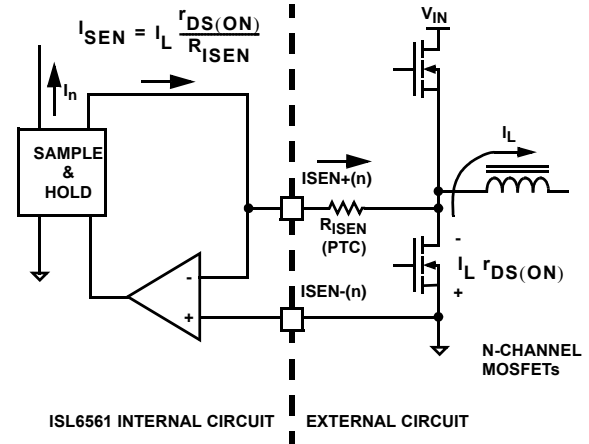 I_SEN = I_L r_DS(ON) / R_ISEN
V_IN
I_n
SAMPLE
&
HOLD
I_L
ISEN+(n)
R_ISEN
(PTC)
-
I_L r_DS(ON)
+
-
+
ISEN-(n)
N-CHANNEL
MOSFETs
ISL6561 INTERNAL CIRCUIT
EXTERNAL CIRCUIT